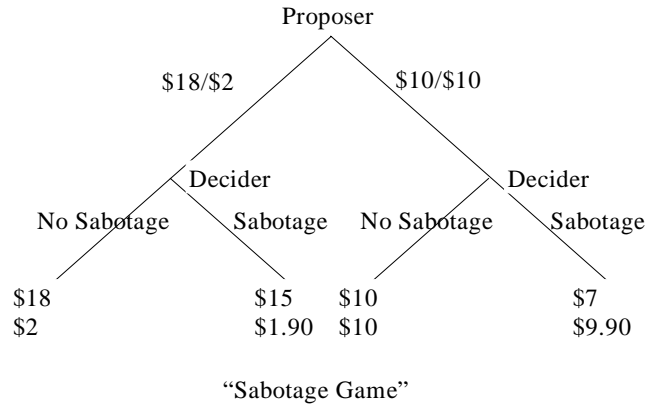 Proposer
$18/$2 $10/$10
Decider Decider
No Sabotage Sabotage No Sabotage Sabotage
$18 $15 $10 $7
$2 $1.90 $10 $9.90
“Sabotage Game”